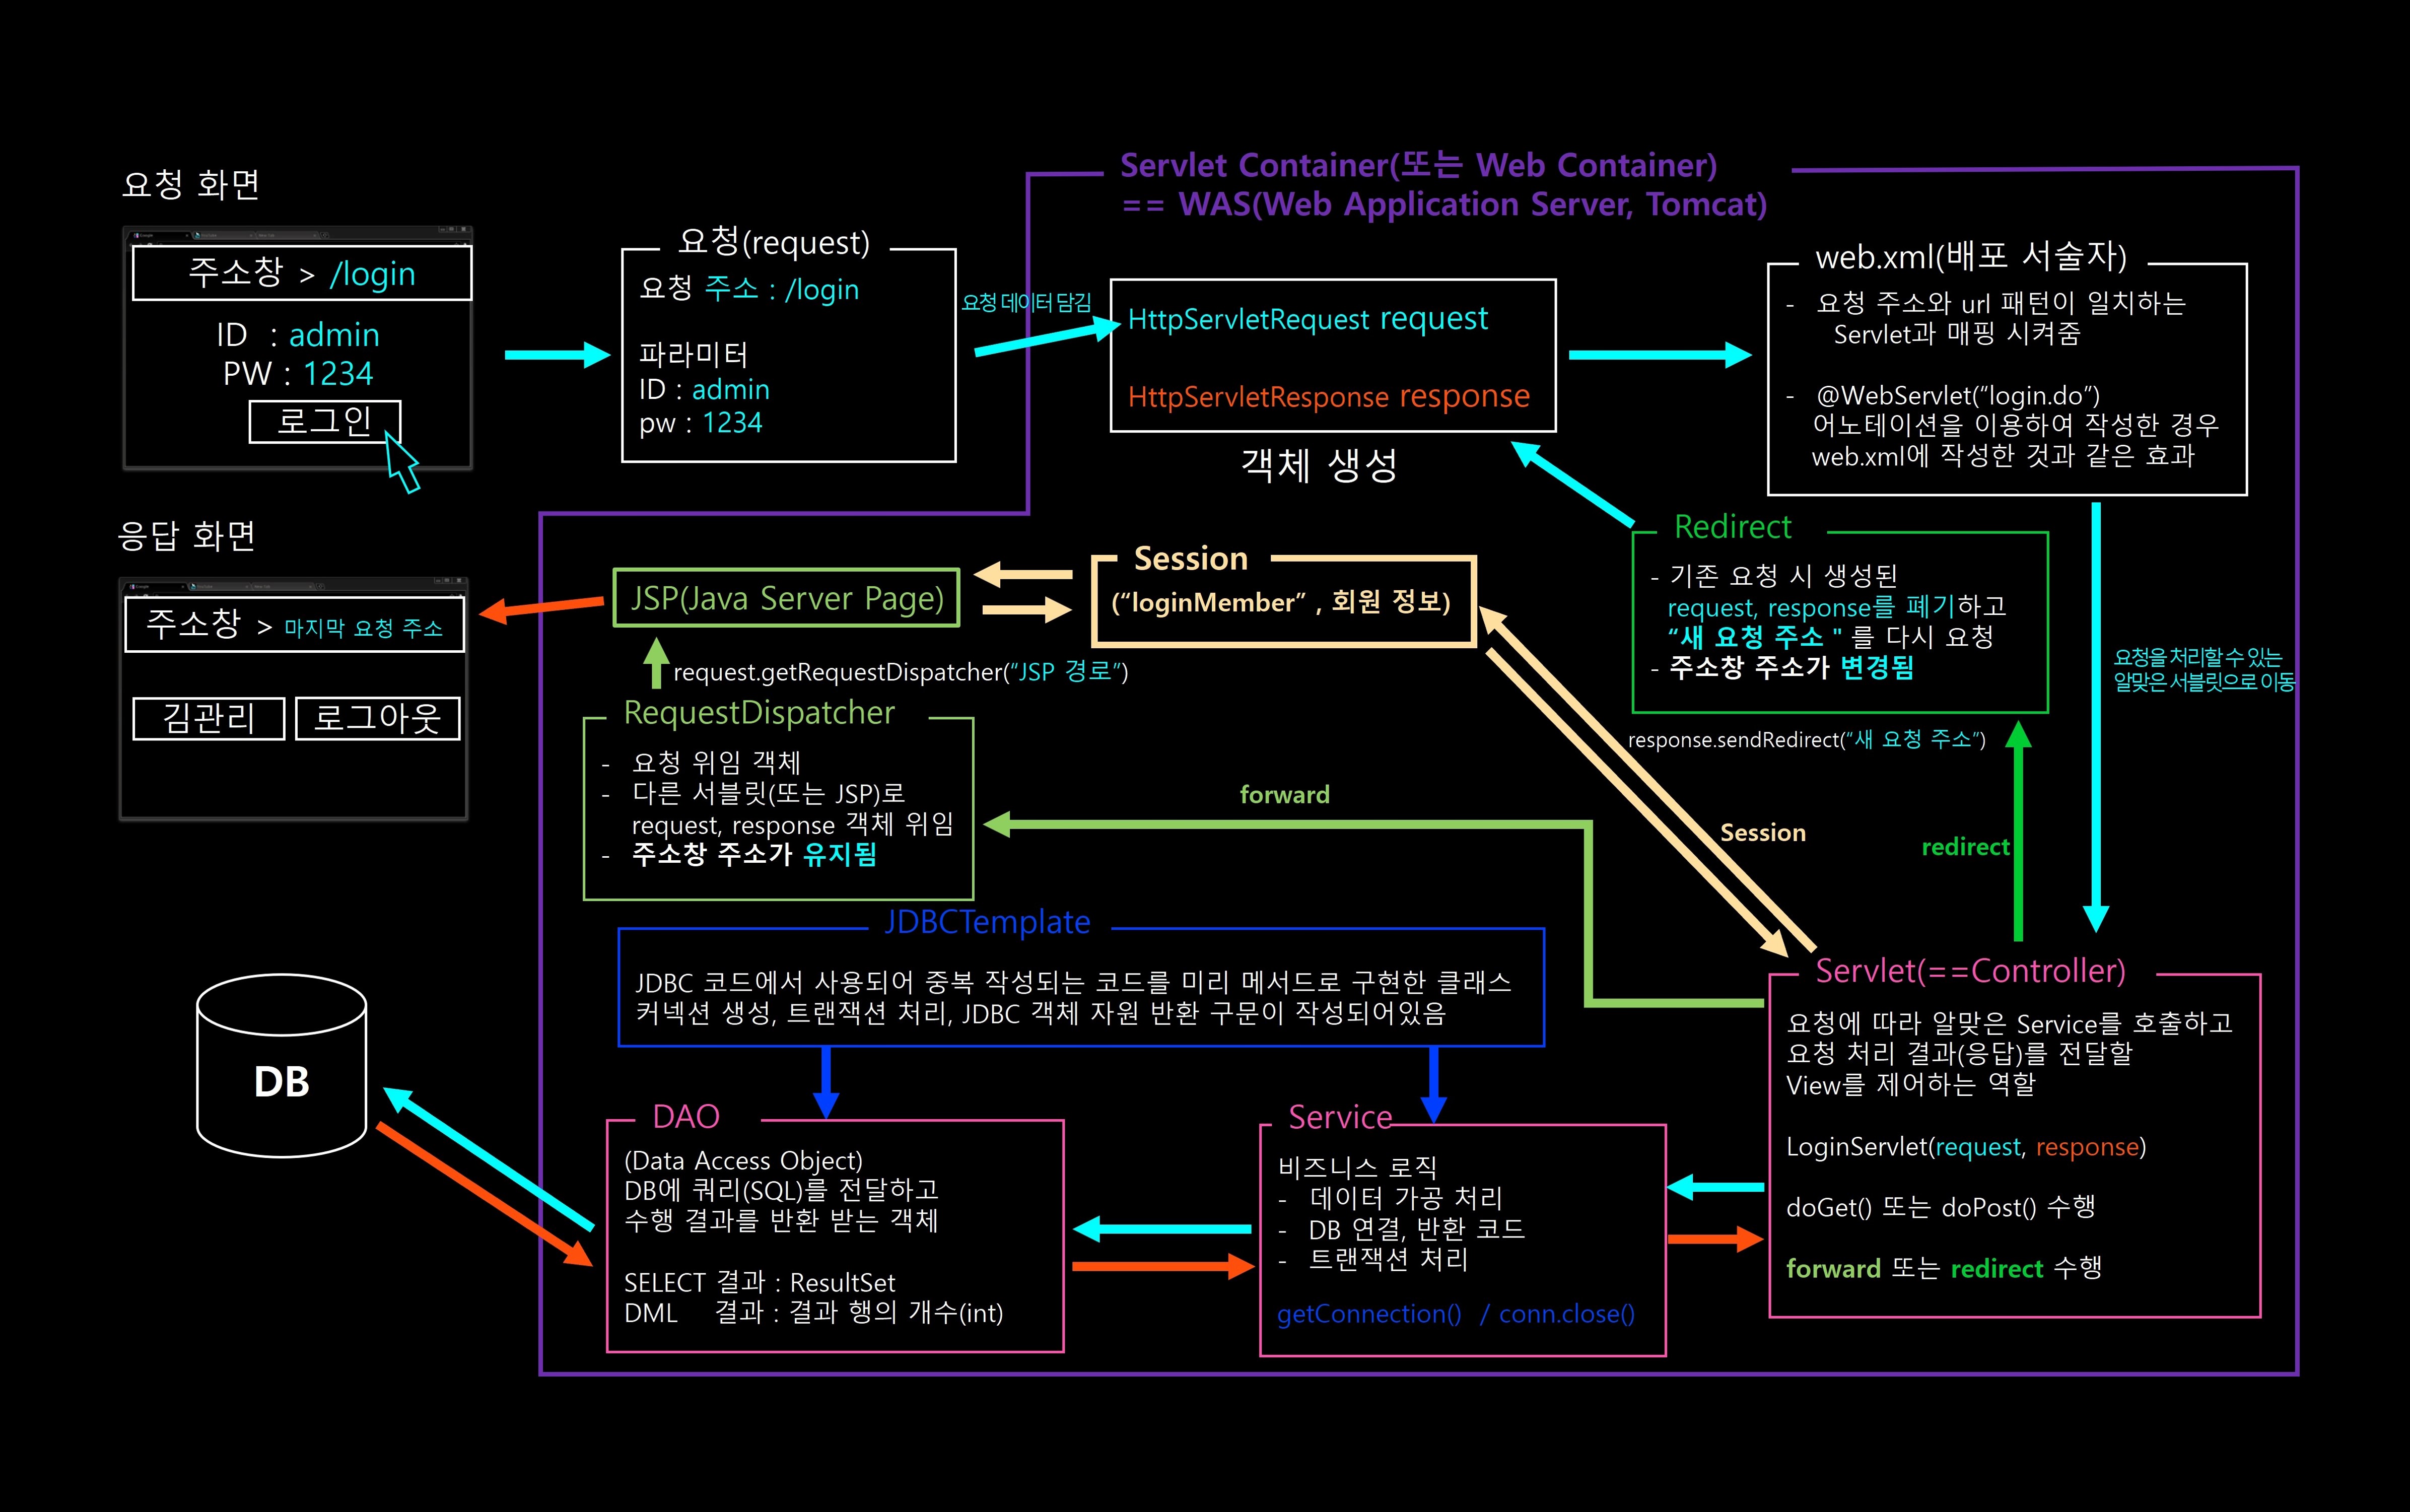 요청 화면
주소창 > /login
ID : admin
PW : 1234
로그인
요청(request)
요청 주소 : /login
파라미터
ID : admin
pw : 1234
요청 데이터 담김
Servlet Container(또는 Web Container)
== WAS(Web Application Server, Tomcat)
HttpServletRequest request
HttpServletResponse response
객체 생성
web.xml(배포 서술자)
- 요청 주소와 url 패턴이 일치하는
Servlet과 매핑 시켜줌
- @WebServlet(“login.do”)
어노테이션을 이용하여 작성한 경우
web.xml에 작성한 것과 같은 효과
응답 화면
주소창 > 마지막 요청 주소
김관리
로그아웃
JSP(Java Server Page)
Session
(“loginMember” , 회원 정보)
Redirect
- 기존 요청 시 생성된
request, response를 폐기하고
“새 요청 주소 " 를 다시 요청
- 주소창 주소가 변경됨
요청을 처리할 수 있는
알맞은 서블릿으로 이동
request.getRequestDispatcher(“JSP 경로”)
RequestDispatcher
- 요청 위임 객체
- 다른 서블릿(또는 JSP)로
request, response 객체 위임
- 주소창 주소가 유지됨
response.sendRedirect(“새 요청 주소”)
forward
Session
redirect
JDBCTemplate
JDBC 코드에서 사용되어 중복 작성되는 코드를 미리 메서드로 구현한 클래스
커넥션 생성, 트랜잭션 처리, JDBC 객체 자원 반환 구문이 작성되어있음
DB
DAO
(Data Access Object)
DB에 쿼리(SQL)를 전달하고
수행 결과를 반환 받는 객체
SELECT 결과 : ResultSet
DML 결과 : 결과 행의 개수(int)
Service
비즈니스 로직
- 데이터 가공 처리
- DB 연결, 반환 코드
- 트랜잭션 처리
getConnection() / conn.close()
Servlet(==Controller)
요청에 따라 알맞은 Service를 호출하고
요청 처리 결과(응답)를 전달할
View를 제어하는 역할
LoginServlet(request, response)
doGet() 또는 doPost() 수행
forward 또는 redirect 수행